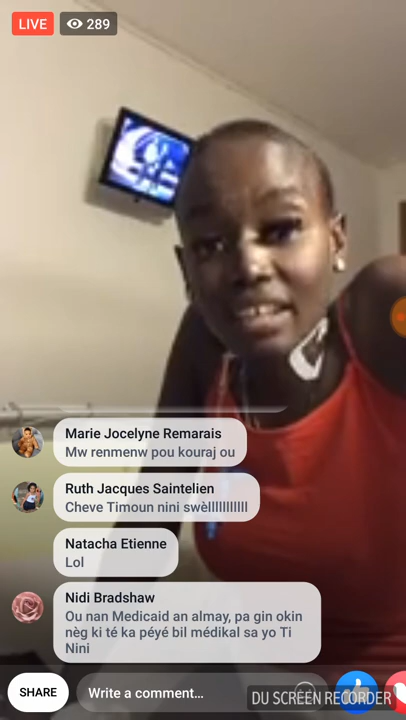 LIVE 289
Marie Jocelyne Remarais
Mw renmenw pou kouraj ou
Ruth Jacques Saintelien
Cheve Timoun nini swèlllllllllll
Natacha Etienne
Lol
Nidi Bradshaw
Ou nan Medicaid an almay, pa gin okin
nèg ki té ka péyé bil médikal sa yo Ti
Nini
SHARE Write a comment... DU SCREEN RECORDER